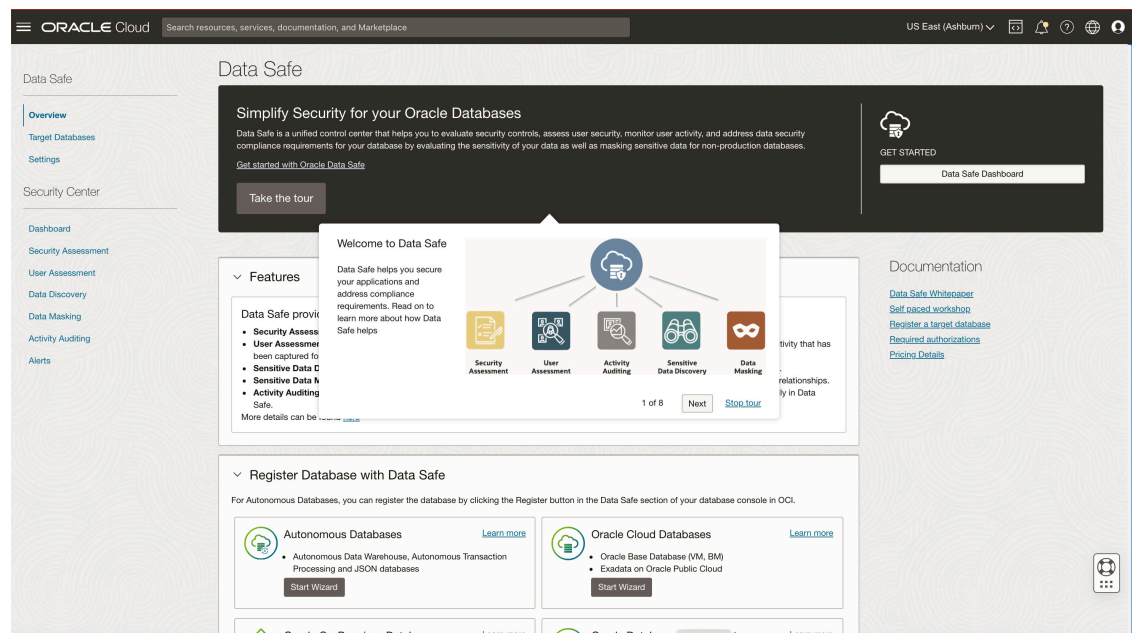 ORACLE Cloud
Search resources, services, documentation, and Marketplace
US East (Ashburn)
Data Safe
Overview
Target Databases
Settings
Security Center
Dashboard
Security Assessment
User Assessment
Data Discovery
Data Masking
Activity Auditing
Alerts
Data Safe
Simplify Security for your Oracle Databases
Data Safe is a unified control center that helps you to evaluate security controls, assess user security, monitor user activity, and address data security
compliance requirements for your database by evaluating the sensitivity of your data as well as masking sensitive data for non-production databases.
Get started with Oracle Data Safe
Take the tour
GET STARTED
Data Safe Dashboard
Welcome to Data Safe
Data Safe helps you secure
your applications and
address compliance
requirements. Read on to
learn more about how Data
Safe helps
Security
Assessment
User
Assessment
Activity
Auditing
Sensitive
Data Discovery
Data
Masking
1 of 8
Next
Stop tour
Features
Data Safe
Security
User
been captured
Sensitive
Sensitive
Activity Auditing
Safe.
More details can be
that has
relationships.
in Data
Documentation
Data Safe Whitepaper
Self paced workshop
Register a target database
Required authorizations
Pricing Details
Register Database with Data Safe
For Autonomous Databases, you can register the database by clicking the Register button in the Data Safe section of your database console in OCI.
Autonomous Databases
Learn more
Autonomous Data Warehouse, Autonomous Transaction
Processing and JSON databases
Start Wizard
Oracle Cloud Databases
Learn more
Oracle Base Database (VM, BM)
Exadata on Oracle Public Cloud
Start Wizard